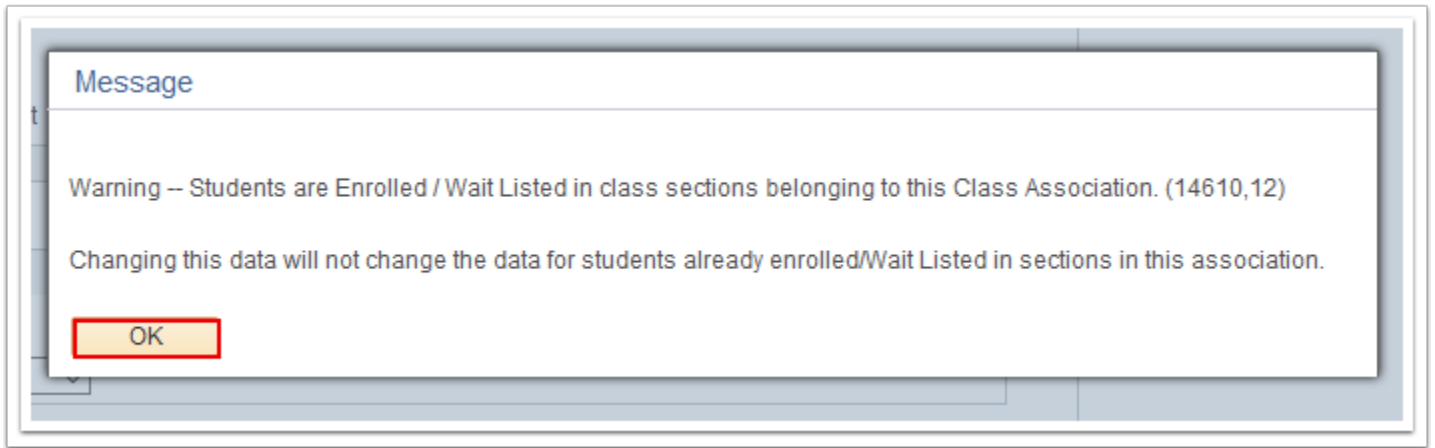 Message
t
Warning -- Students are Enrolled / Wait Listed in class sections belonging to this Class Association. (14610,12)
Changing this data will not change the data for students already enrolled/Wait Listed in sections in this association.
OK